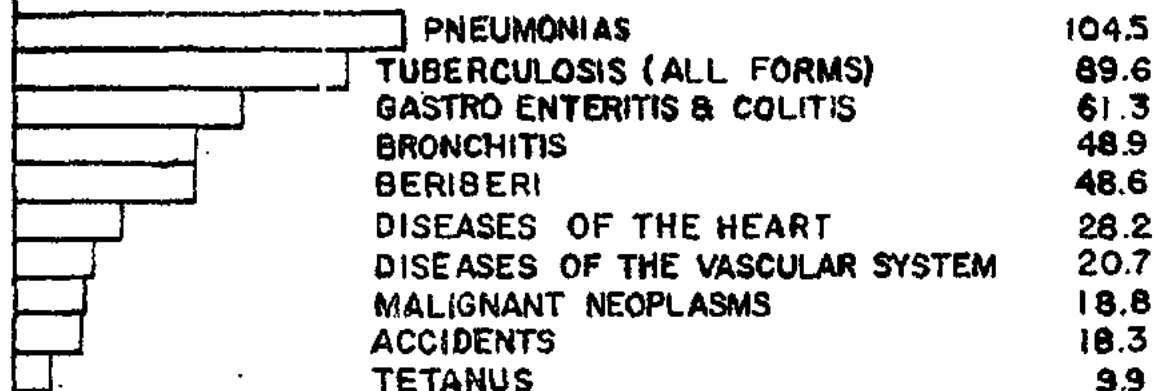 PNEUMONIAS 104.5
TUBERCULOSIS (ALL FORMS) 89.6
GASTRO ENTERITIS & COLITIS 61.3
BRONCHITIS 48.9
BERIBERI 48.6
DISEASES OF THE HEART 28.2
DISEASES OF THE VASCULAR SYSTEM 20.7
MALIGNANT NEOPLASMS 18.8
ACCIDENTS 18.3
TETANUS 9.9